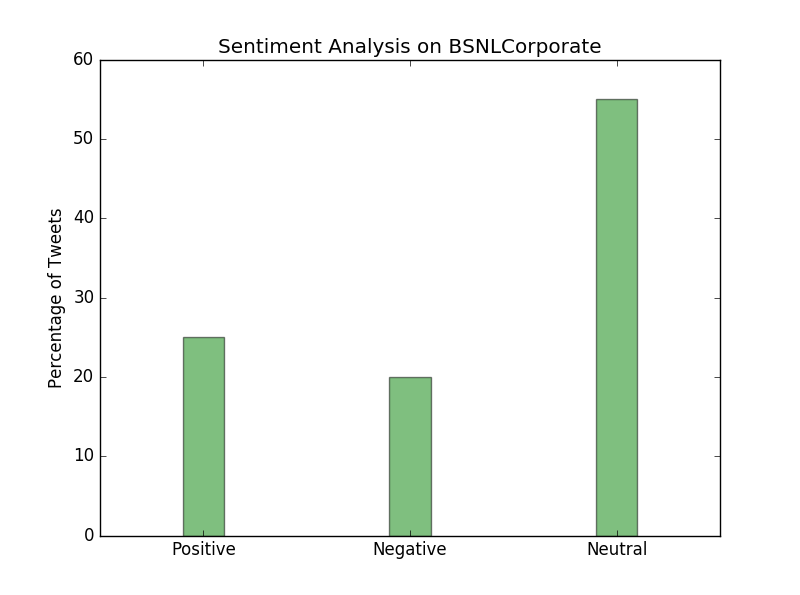 Sentiment Analysis on BSNLCorporate
60
50
40
30
20
10
0
Percentage of Tweets
Positive Negative Neutral